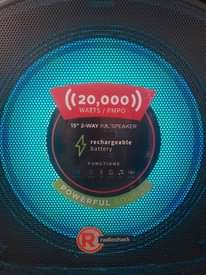 20,000
WATTS / PMPO
15" 2-WAY
SPEAKER
rechargeable
Battery
FUNCTIONS
POWERFUL
R
radioshack